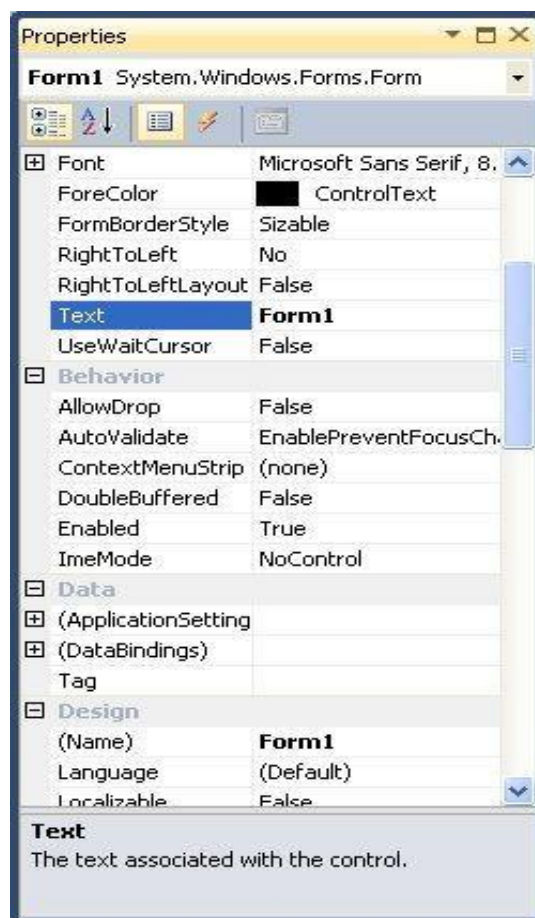 Properties
Form1 System.Windows.Forms.Form
Font Microsoft Sans Serif, 8.
ForeColor ControlText
FormBorderStyle Sizable
RightToLeft No
RightToLeftLayout False
Text Form1
UseWaitCursor False
Behavior
AllowDrop False
AutoValidate EnablePreventFocusCh
ContextMenuStrip (none)
DoubleBuffered False
Enabled True
ImeMode NoControl
Data
(ApplicationSetting
(DataBindings)
Tag
Design
(Name) Form1
Language (Default)
Localizable False
Text
The text associated with the control.